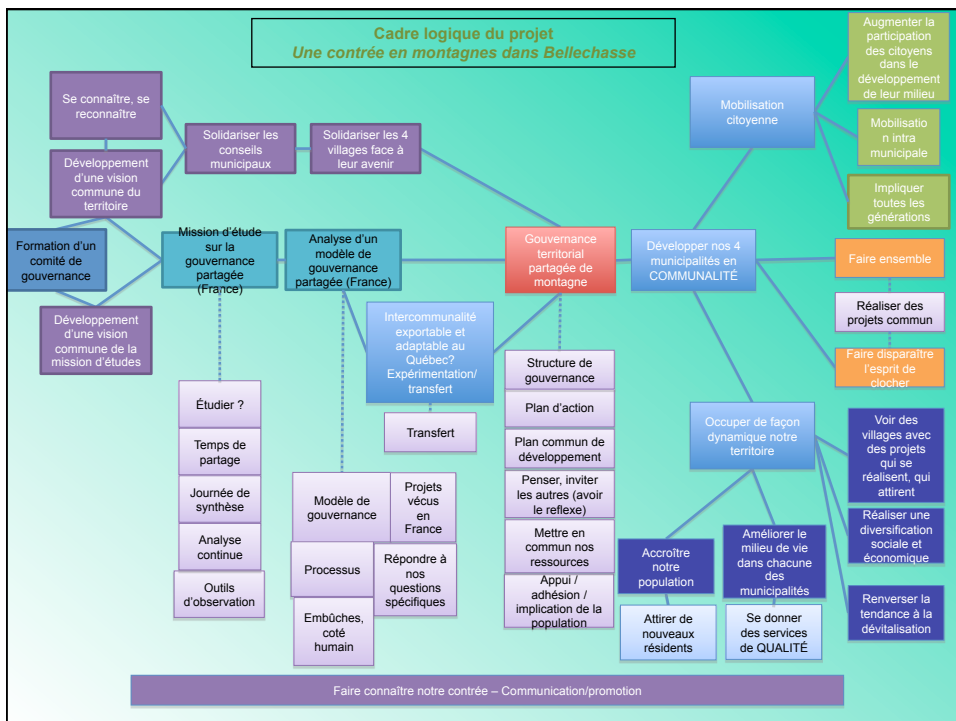 Cadre logique du projet
Une contrée en montagnes dans Bellechasse
Se connaître, se
reconnaître
Développement
d'une vision
commune du
territoire
Solidariser les
conseils
municipaux
Solidariser les 4
villages face à
leur avenir
Formation d'un
comité de
gouvernance
Développement
d'une vision
commune de la
mission d'études
Mission d'étude
sur la
gouvernance
partagée
(France)
Analyse d'un
modèle de
gouvernance
partagée (France)
Intercommunalité
exportable et
adaptable au
Québec?
Expérimentation/
transfert
Transfert
Gouvernance
territorial
partagée de
montagne
Développer nos 4
municipalités en
COMMUNALITÉ
Mobilisation
citoyenne
Augmenter la
participation
des citoyens
dans le
développement
de leur milieu
Mobilisatio
n intra
municipale
Impliquer
toutes les
générations
Faire ensemble
Réaliser des
projets commun
Faire disparaître
l'esprit de
clocher
Étudier ?
Temps de
partage
Journée de
synthèse
Analyse
continue
Outils
d'observation
Modèle de
gouvernance
Processus
Embûches,
coté
humain
Projets
vécus
en
France
Répondre à
nos
questions
spécifiques
Structure de
gouvernance
Plan d'action
Plan commun de
développement
Penser, inviter
les autres (avoir
le reflexe)
Mettre en
commun nos
ressources
Appui /
adhésion /
implication de la
population
Occuper de façon
dynamique notre
territoire
Accroître
notre
population
Attirer de
nouveaux
résidents
Améliorer le
milieu de vie
dans chacune
des
municipalités
Se donner
des services
de QUALITÉ
Voir des
villages avec
des projets
qui se
réalisent, qui
attirent
Réaliser une
diversification
sociale et
économique
Renverser la
tendance à la
dévitalisation
Faire connaître notre contrée – Communication/promotion